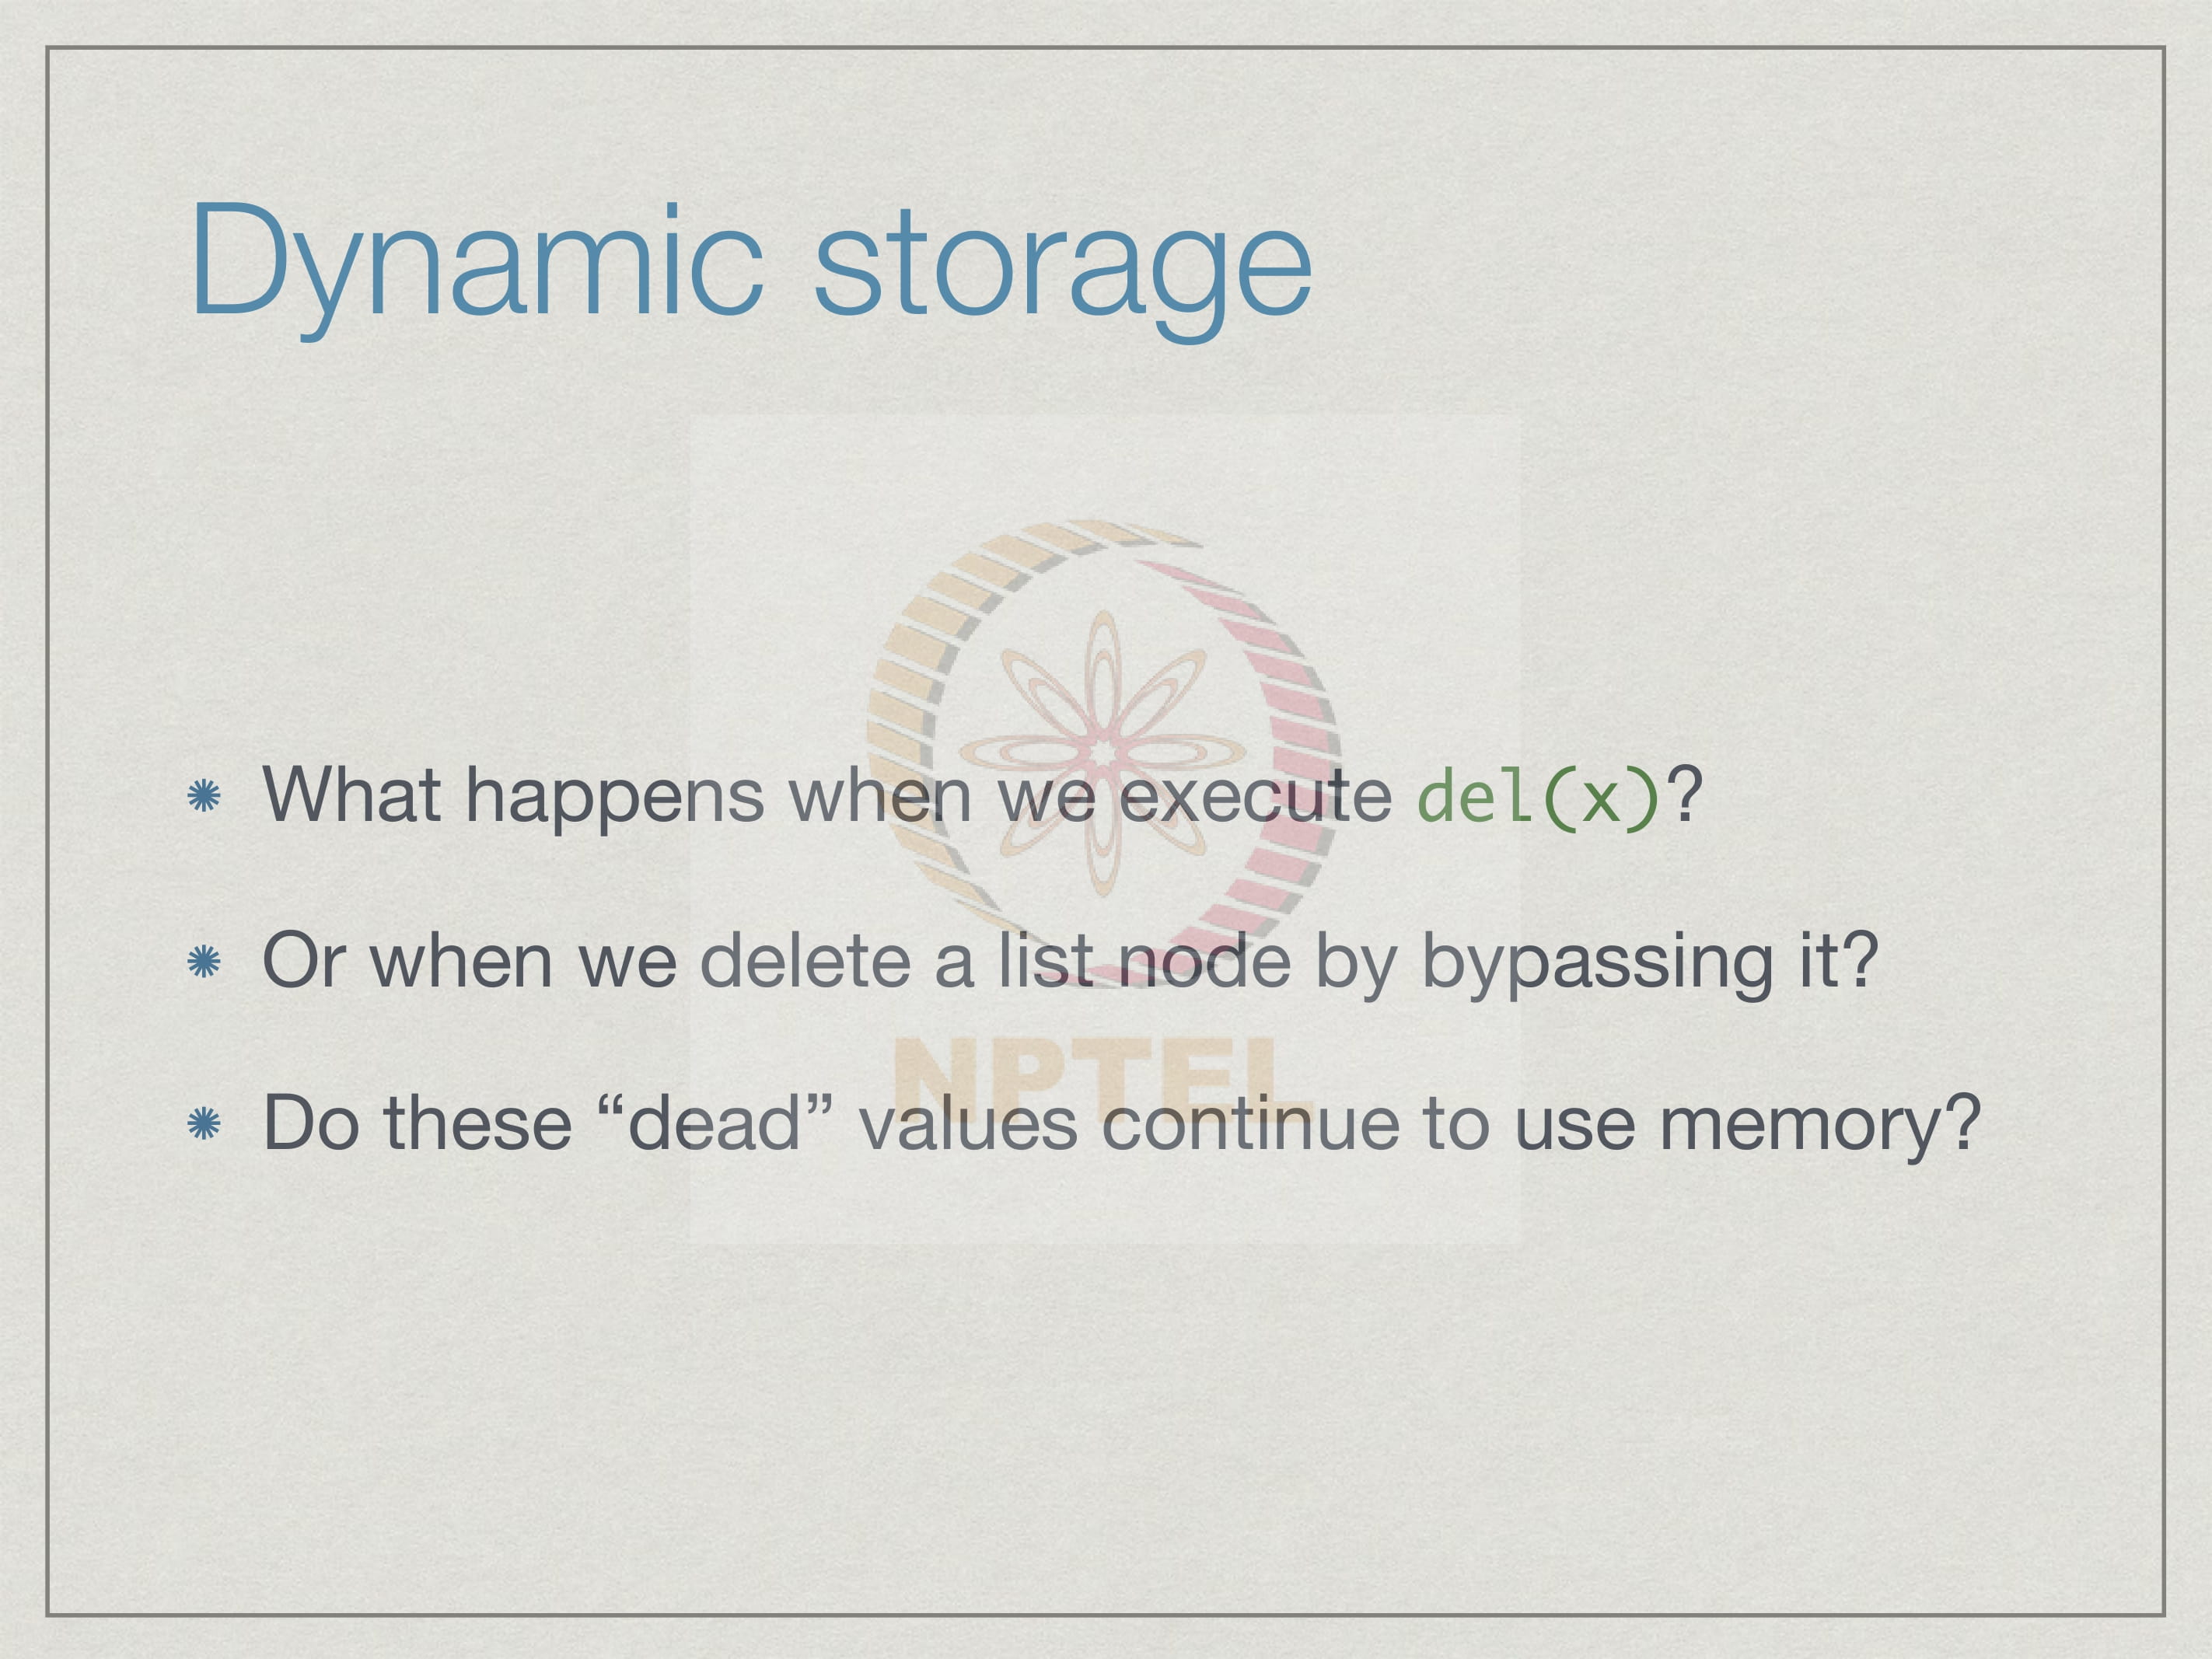 Dynamic storage
What happens when we execute del(x)?
Or when we delete a list node by bypassing it?
Do these “dead” values continue to use memory?
NPTEL